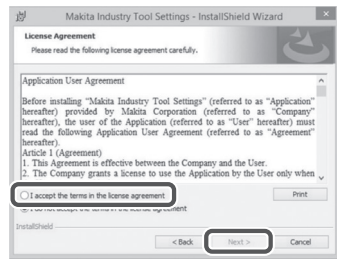 Makita Industry Tool Settings - InstallShield Wizard
License Agreement
Please read the following license agreement carefully.
Application User Agreement
Before installing “Makita Industry Tool Settings” (referred to as “Application”
hereafter) provided by Makita Corporation (referred to as “Company”
hereafter), the user of the Application (referred to as “User” hereafter) must
read the following Application User Agreement (referred to as “Agreement”
hereafter).
Article 1 (Agreement)
1. This Agreement is effective between the Company and the User.
2. The Company grants a license to use the Application by the User only when
I accept the terms in the license agreement
Print
I do not accept the terms in the license agreement
InstallShield
< Back
Next >
Cancel